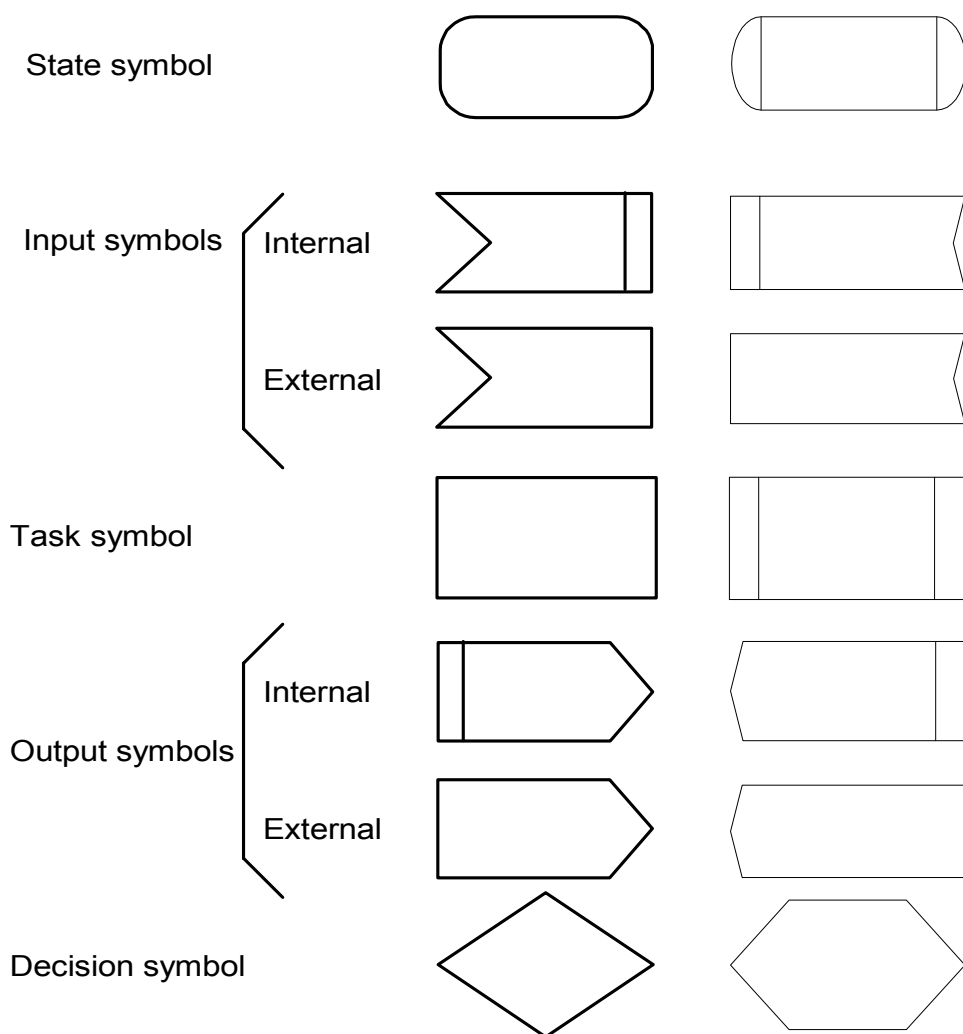 State symbol
Input symbols
Internal
External
Task symbol
Internal
Output symbols
External
Decision symbol